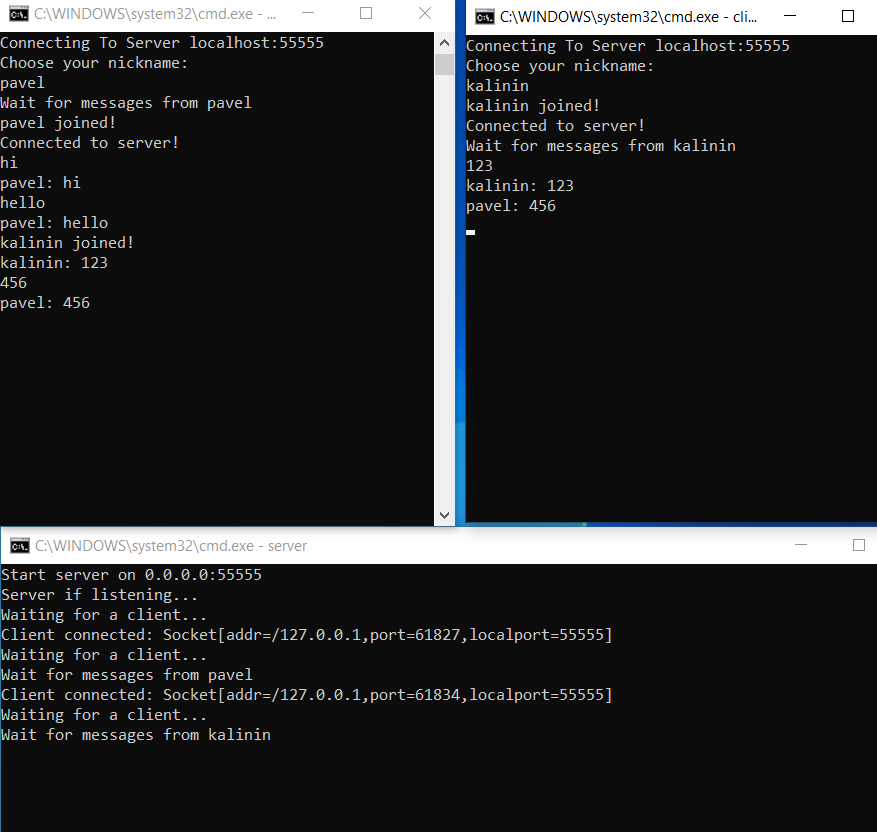 C:\WINDOWS\system32\cmd.exe - ...
Connecting To Server localhost:55555
Choose your nickname:
pavel
Wait for messages from pavel
pavel joined!
Connected to server!
hi
pavel: hi
hello
pavel: hello
kalinin joined!
kalinin: 123
456
pavel: 456
C:\WINDOWS\system32\cmd.exe - cli...
Connecting To Server localhost:55555
Choose your nickname:
kalinin
kalinin joined!
Connected to server!
Wait for messages from kalinin
123
kalinin: 123
pavel: 456
C:\WINDOWS\system32\cmd.exe - server
Start server on 0.0.0.0:55555
Server if listening...
Waiting for a client...
Client connected: Socket[addr=/127.0.0.1,port=61827,localport=55555]
Waiting for a client...
Wait for messages from pavel
Client connected: Socket[addr=/127.0.0.1,port=61834,localport=55555]
Waiting for a client...
Wait for messages from kalinin